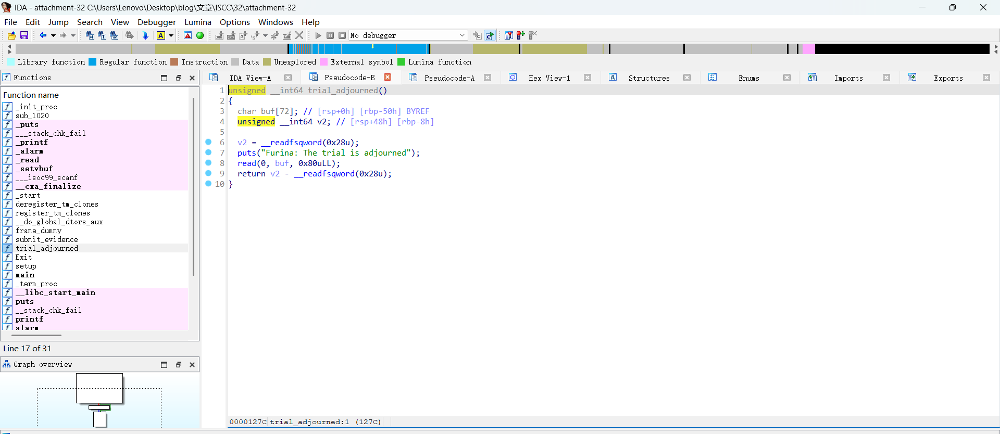 IDA - attachment-32 C:\Users\Lenovo\Desktop\blog\文章\ISCC\32\attachment-32
File Edit Jump Search View Debugger Lumina Options Windows Help
No debugger
Library function Regular function Instruction Data Unexplored External symbol Lumina function
Functions
IDA View-A Pseudocode-B Pseudocode-A Hex View-1 Structures Enums Imports Exports
Function name
_init_proc
sub_1020
_puts
___stack_chk_fail
_printf
_alarm
_read
_setvbuf
___isoc99_scanf
__cxa_finalize
_start
deregister_tm_clones
register_tm_clones
__do_global_dtors_aux
frame_dummy
submit_evidence
trial_adjourned
Exit
setup
main
_term_proc
__libc_start_main
puts
__stack_chk_fail
printf
alarm
Line 17 of 31
Graph overview
1 unsigned __int64 trial_adjourned()
2 {
3 char buf[72]; // [rsp+0h] [rbp-50h] BYREF
4 unsigned __int64 v2; // [rsp+48h] [rbp-8h]
5
6 v2 = __readfsqword(0x28u);
7 puts("Furina: The trial is adjourned");
8 read(0, buf, 0x80uLL);
9 return v2 - __readfsqword(0x28u);
10 }
0000127C trial_adjourned:1 (127C)